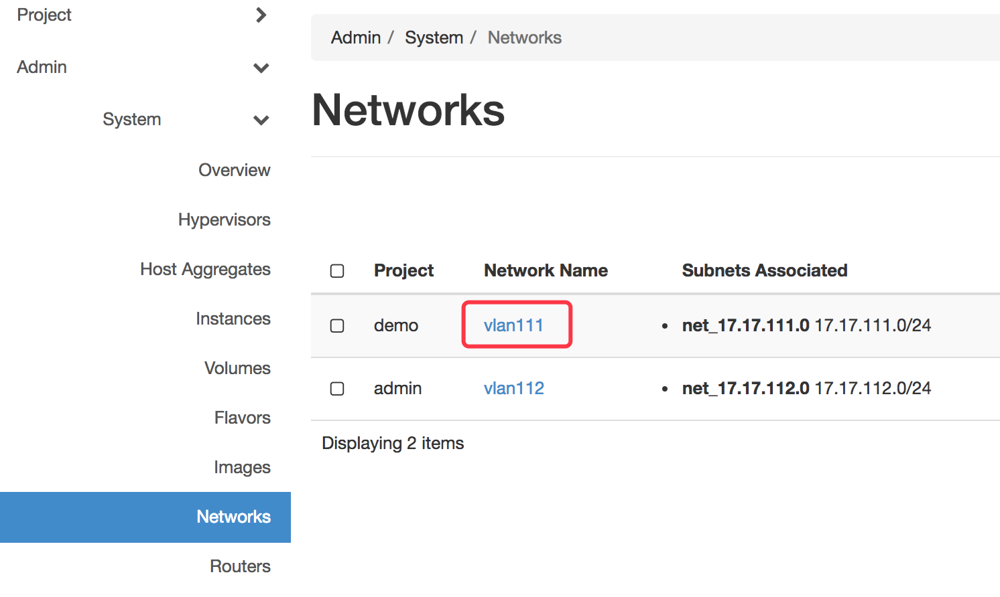 Project
Admin
System
Overview
Hypervisors
Host Aggregates
Instances
Volumes
Flavors
Images
Networks
Routers
Admin / System / Networks
Networks
Project Network Name Subnets Associated
demo vlan111 • net_17.17.111.0 17.17.111.0/24
admin vlan112 • net_17.17.112.0 17.17.112.0/24
Displaying 2 items